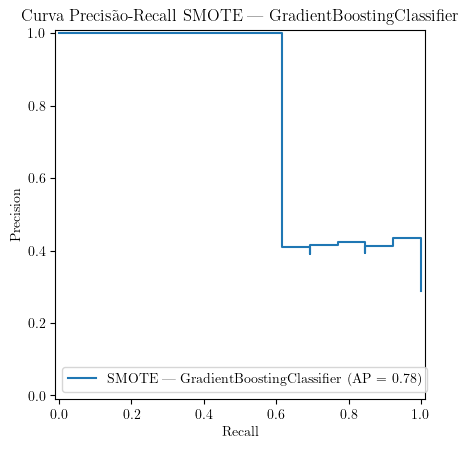 Curva Precisão-Recall SMOTE — GradientBoostingClassifier
1.0
0.8
0.6
0.4
0.2
0.0
Precision
SMOTE — GradientBoostingClassifier (AP = 0.78)
0.0 0.2 0.4 0.6 0.8 1.0
Recall